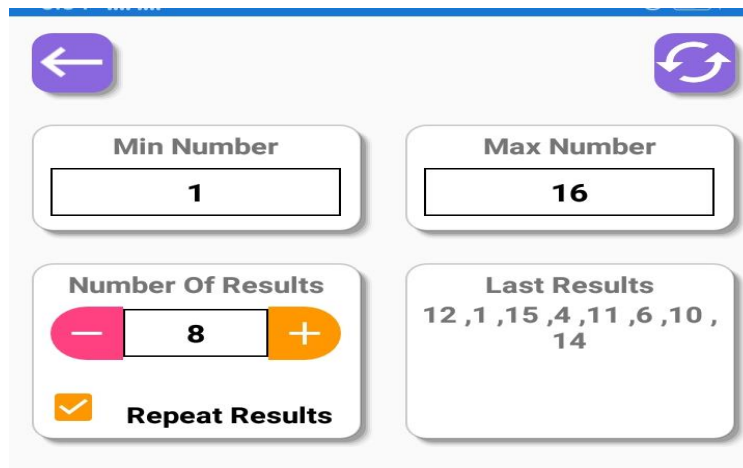 Min Number
1
Max Number
16
Number Of Results
8
Repeat Results
Last Results
12 ,1 ,15 ,4 ,11 ,6 ,10 ,
14